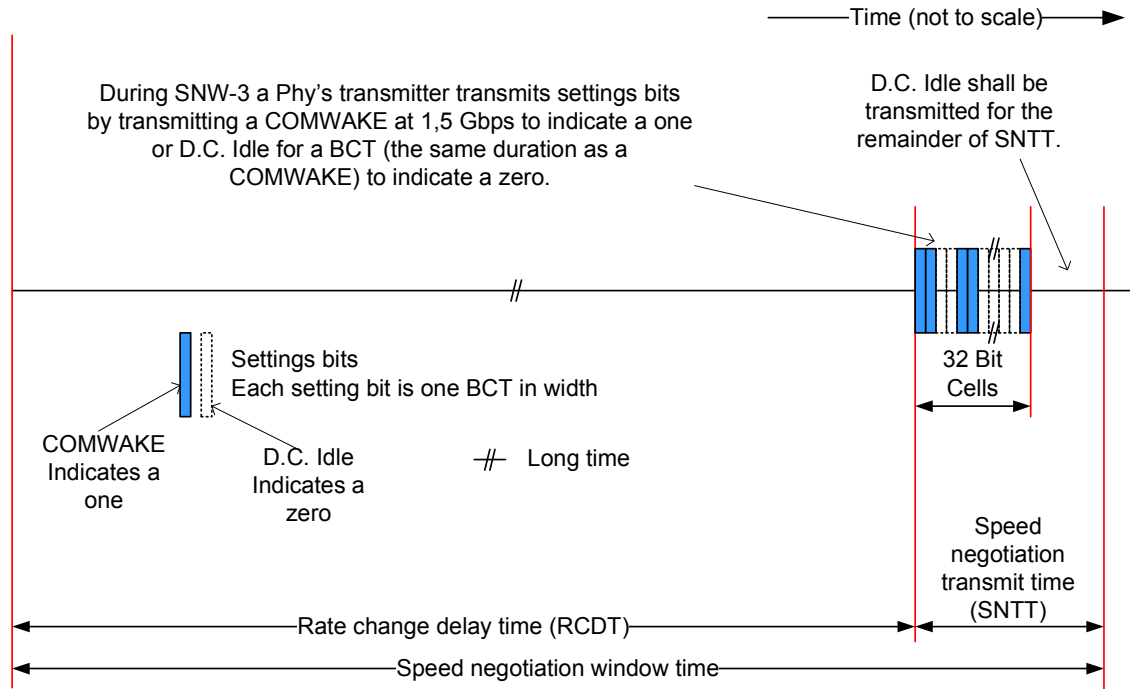 Time (not to scale)
During SNW-3 a Phy's transmitter transmits settings bits
by transmitting a COMWAKE at 1,5 Gbps to indicate a one
or D.C. Idle for a BCT (the same duration as a
COMWAKE) to indicate a zero.
D.C. Idle shall be
transmitted for the
remainder of SNTT.
Settings bits
Each setting bit is one BCT in width
32 Bit
Cells
COMWAKE
Indicates a
one
D.C. Idle
Indicates a
zero
Long time
Speed
negotiation
transmit time
(SNTT)
Rate change delay time (RCDT)
Speed negotiation window time